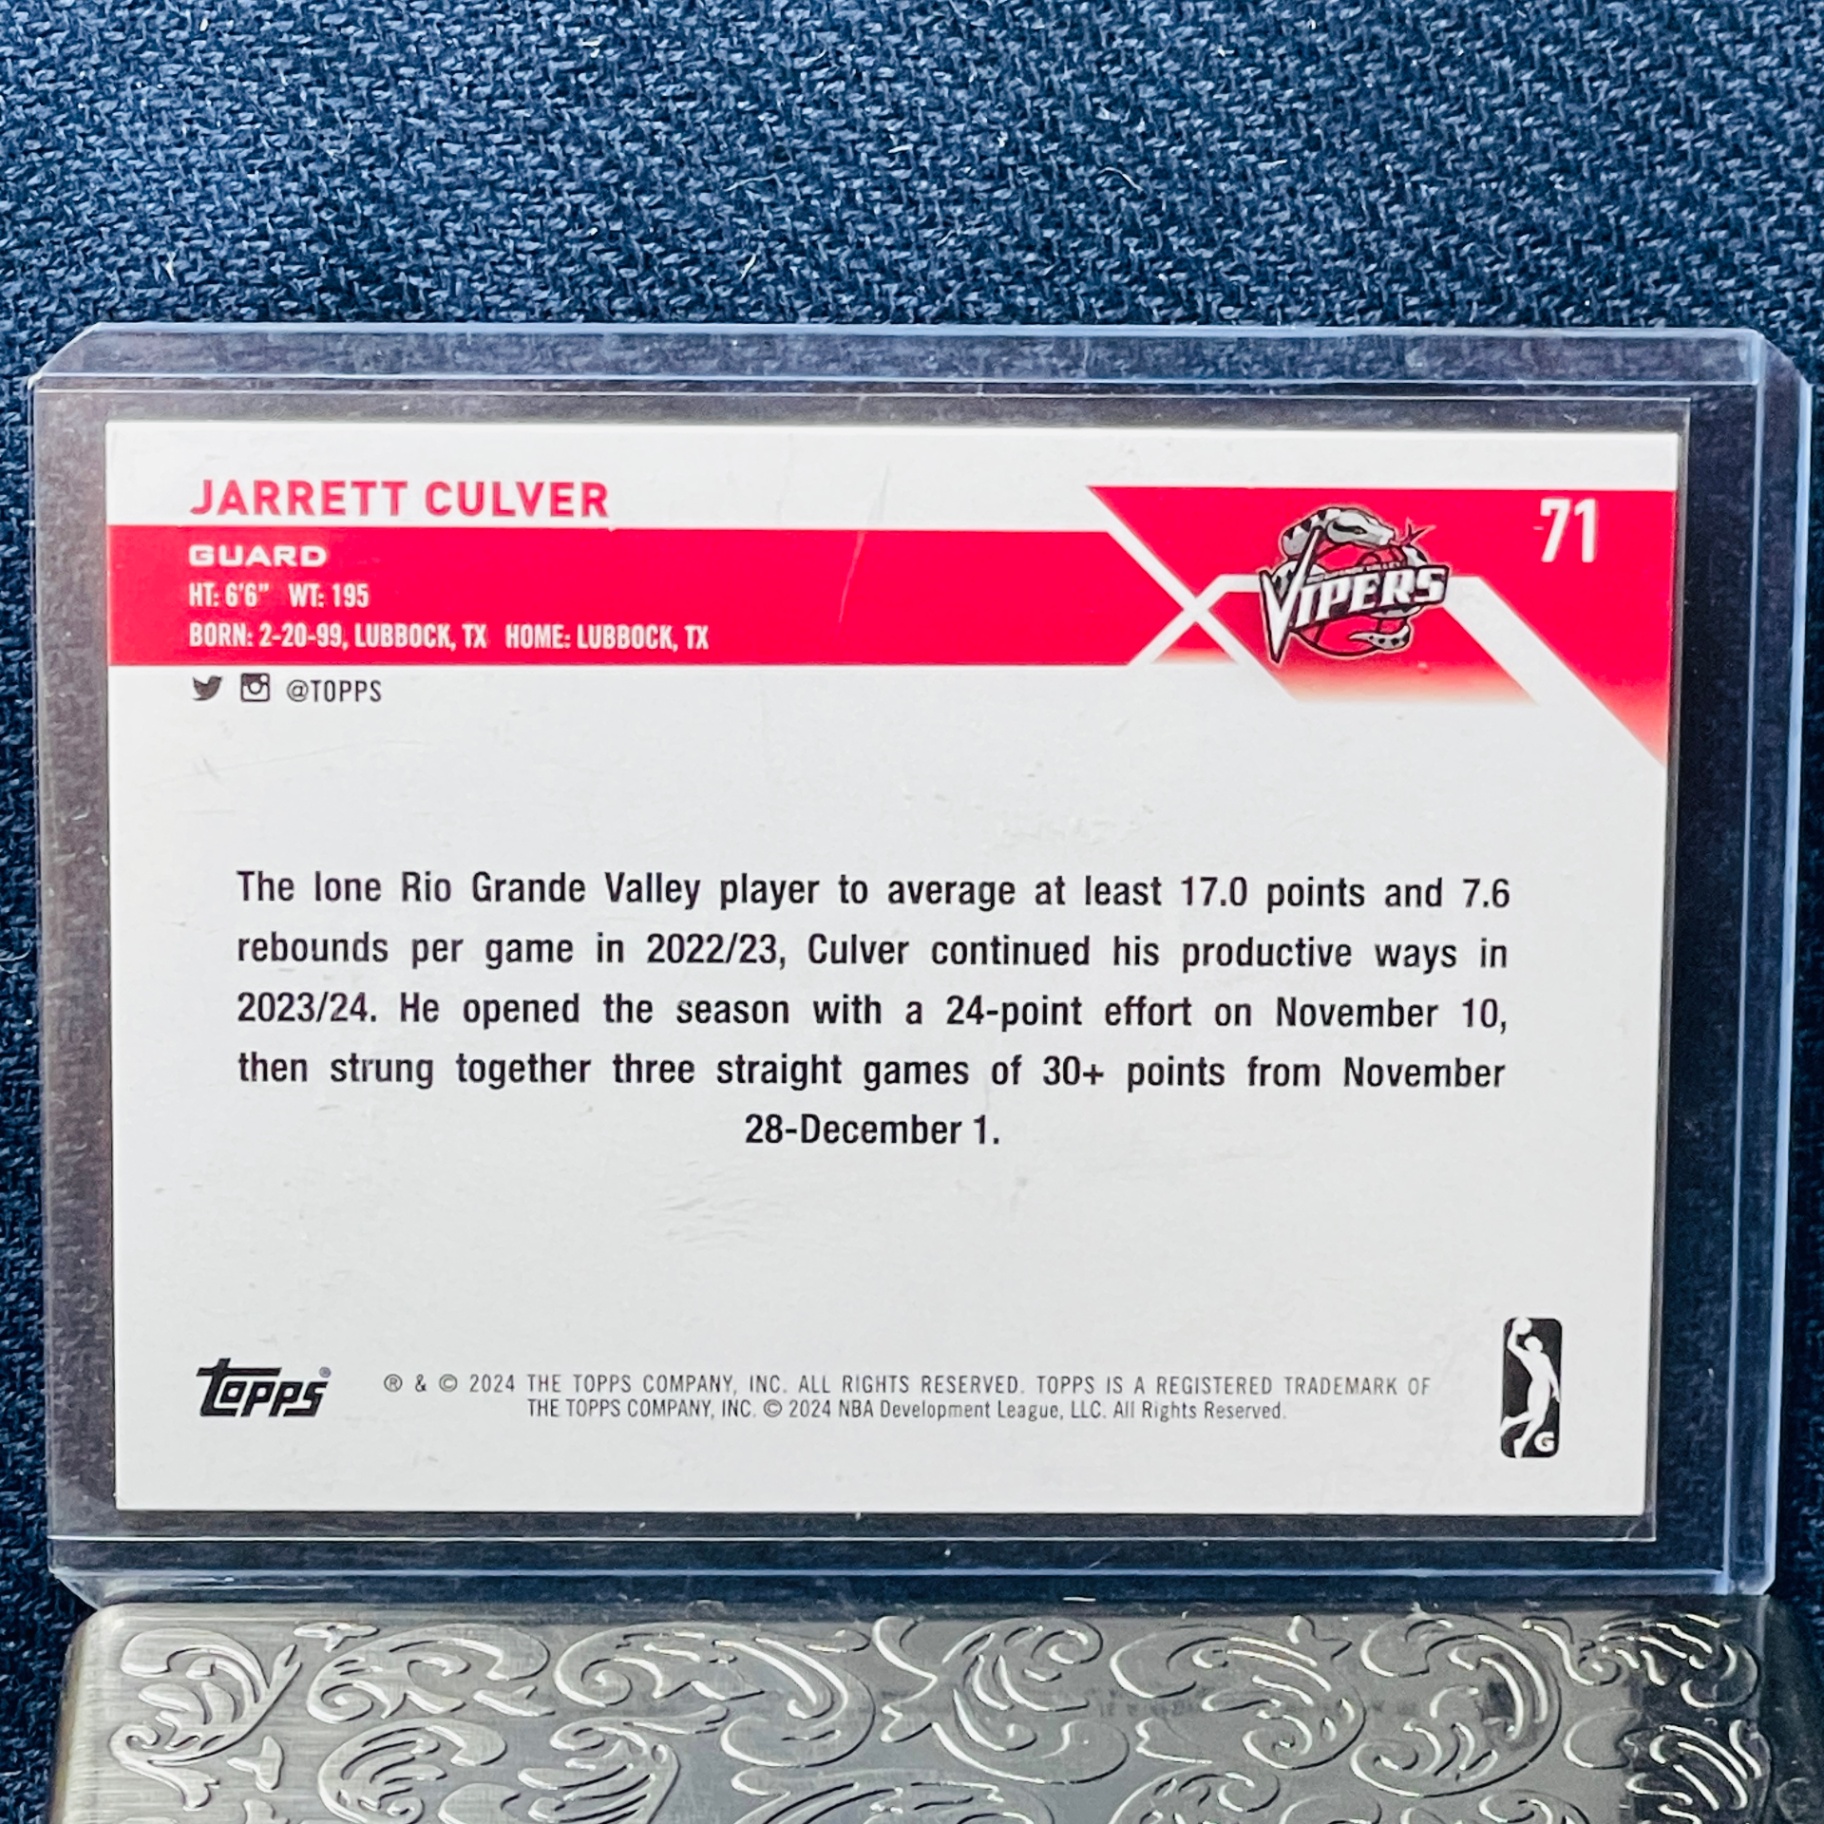 JARRETT CULVER
71
GUARD
VIPERS
HT: 6'6" WT: 195
BORN: 2-20-99, LUBBOCK, TX HOME: LUBBOCK, TX
@TOPPS
The lone Rio Grande Valley player to average at least 17.0 points and 7.6
rebounds per game in 2022/23, Culver continued his productive ways in
2023/24. He opened the season with a 24-point effort on November 10,
then strung together three straight games of 30+ points from November
28-December 1.
Topps®
® & © 2024 THE TOPPS COMPANY, INC. ALL RIGHTS RESERVED. TOPPS IS A REGISTERED TRADEMARK OF
THE TOPPS COMPANY, INC. © 2024 NBA Development League, LLC. All Rights Reserved.
G